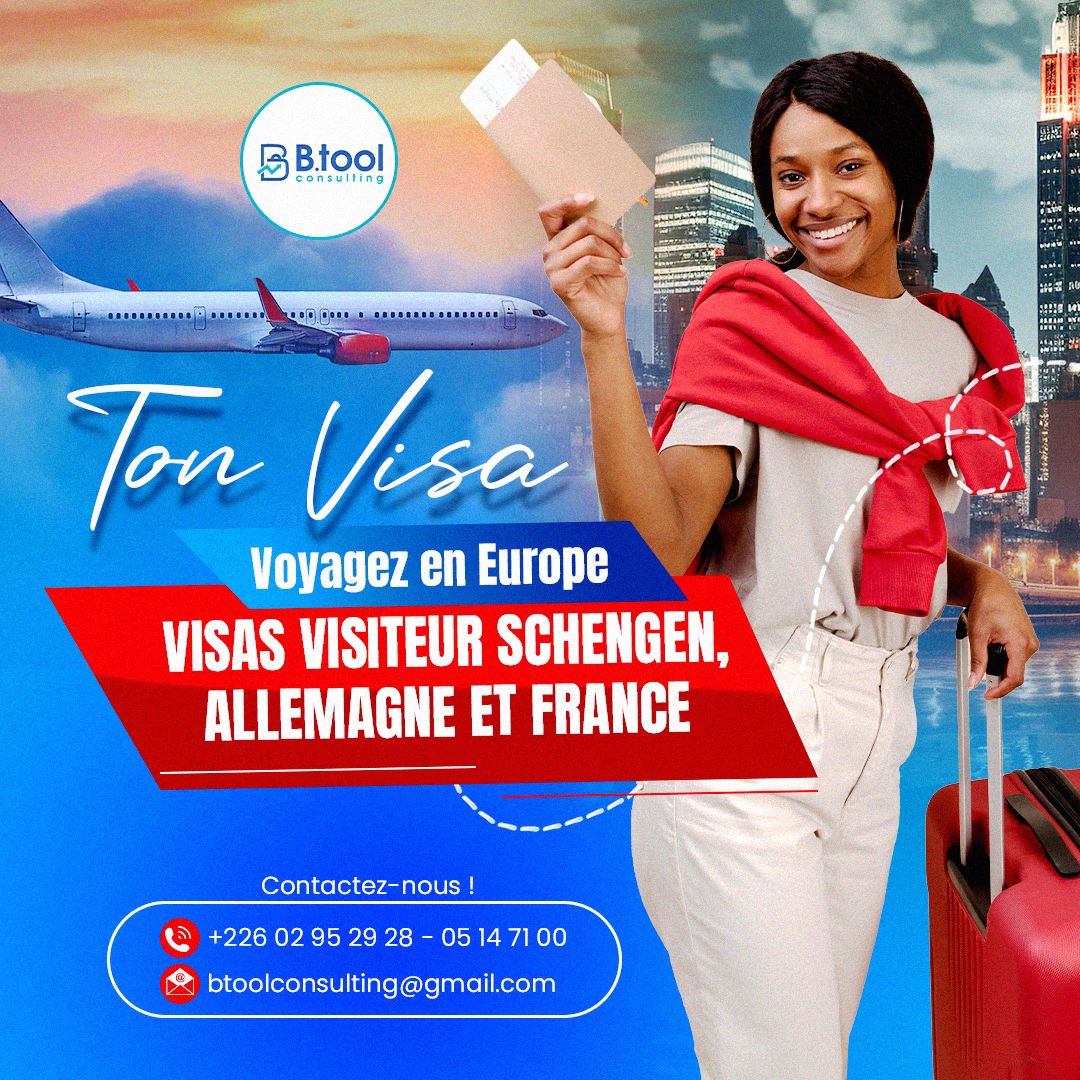 B.tool
consulting
Ton Visa
Voyagez en Europe
VISAS VISITEUR SCHENGEN,
ALLEMAGNE ET FRANCE
Contactez-nous !
+226 02 95 29 28 - 05 14 71 00
btoolconsulting@gmail.com